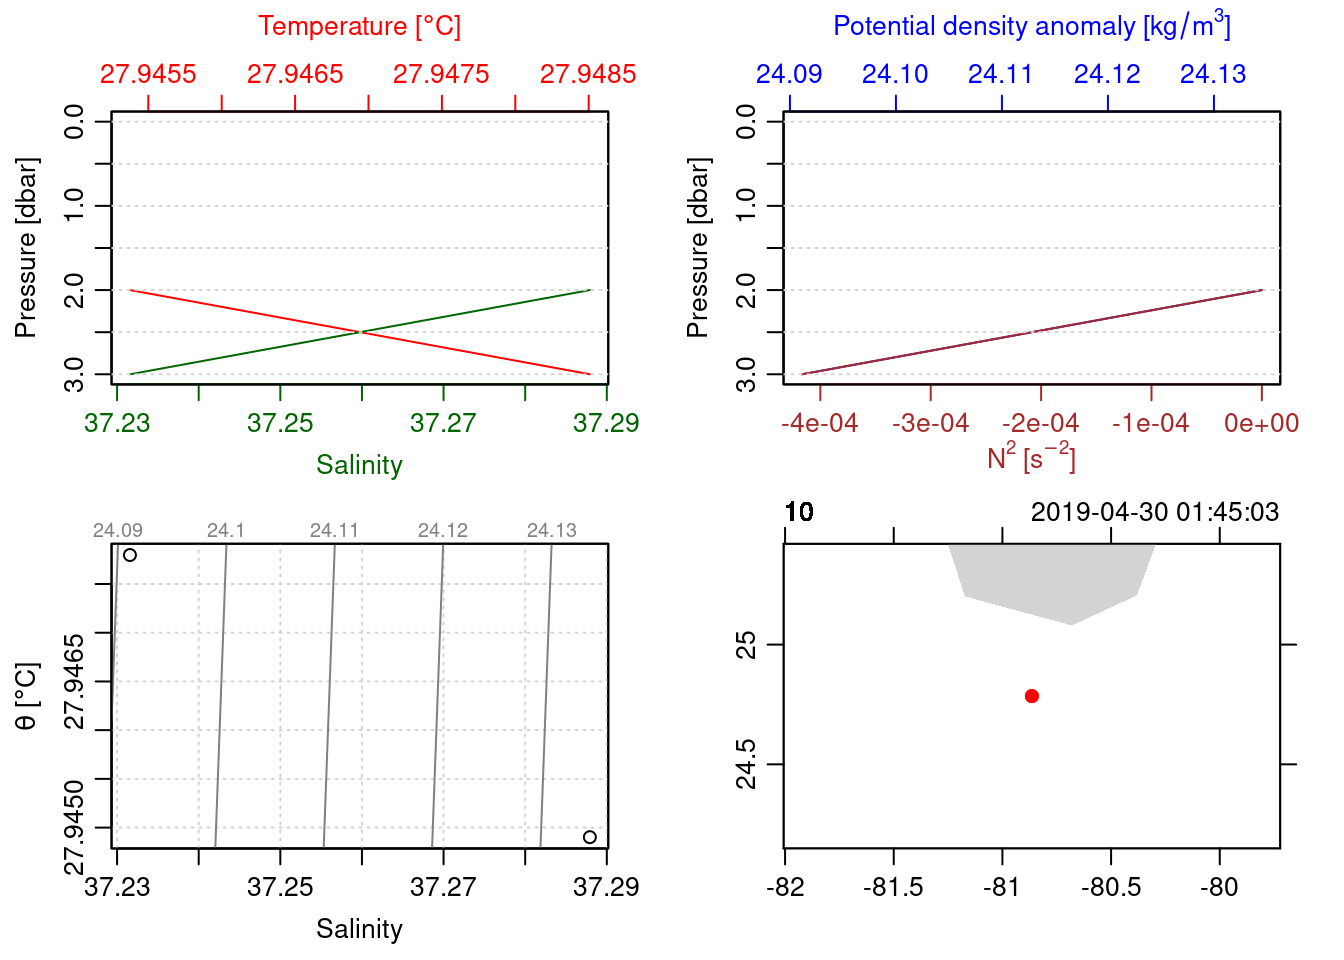 Temperature [°C]
27.9455 27.9465 27.9475 27.9485
Pressure [dbar]
0.0 1.0 2.0 3.0
37.23 37.25 37.27 37.29
Salinity
Potential density anomaly [kg/m³]
24.09 24.10 24.11 24.12 24.13
Pressure [dbar]
0.0 1.0 2.0 3.0
-4e-04 -3e-04 -2e-04 -1e-04 0e+00
N² [s⁻²]
24.09 24.1 24.11 24.12 24.13
θ [°C]
27.9465 27.9450
37.23 37.25 37.27 37.29
Salinity
10 2019-04-30 01:45:03
25 24.5
-82 -81.5 -81 -80.5 -80